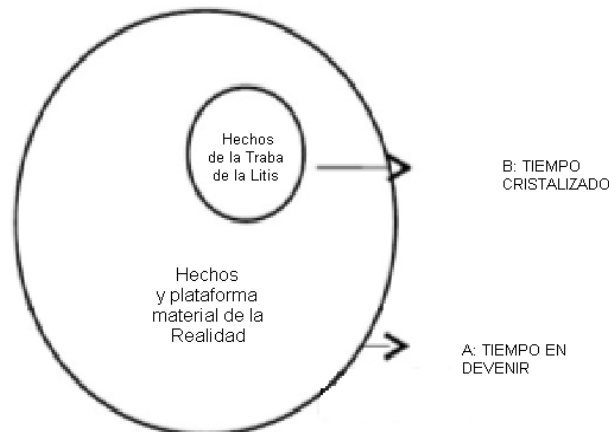 Hechos
de la Traba
de la Litis
B: TIEMPO
CRISTALIZADO
Hechos
y plataforma
material de la
Realidad
A: TIEMPO EN
DEVENIR